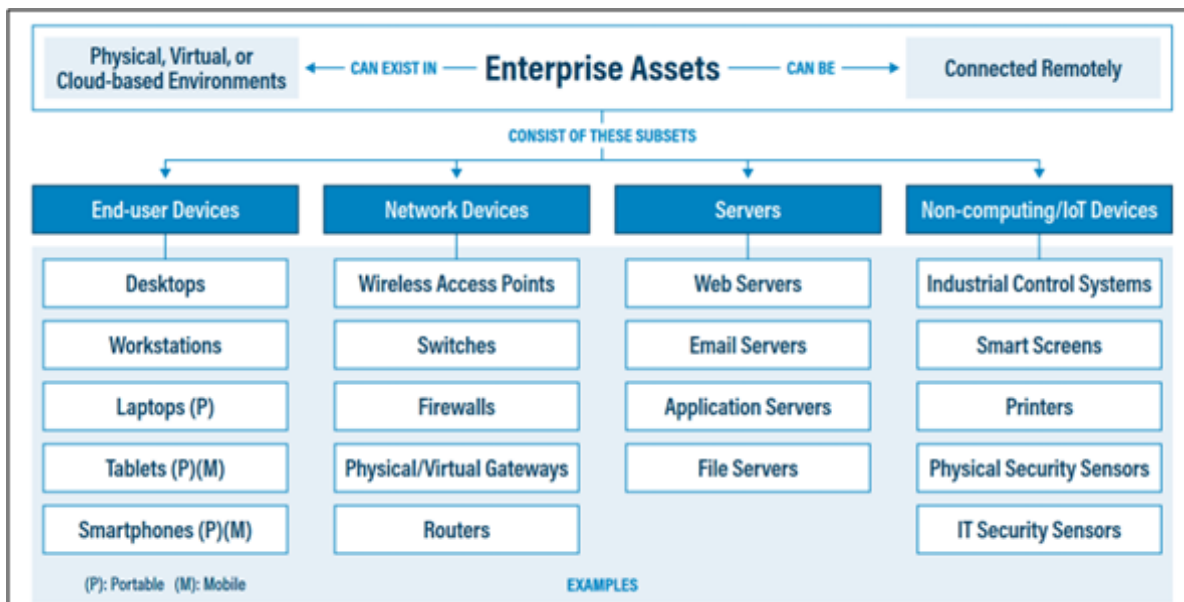 Physical, Virtual, or
Cloud-based Environments
CAN EXIST IN
Enterprise Assets
CAN BE
Connected Remotely
CONSIST OF THESE SUBSETS
End-user Devices
Network Devices
Servers
Non-computing/IoT Devices
Desktops
Wireless Access Points
Web Servers
Industrial Control Systems
Workstations
Switches
Email Servers
Smart Screens
Laptops (P)
Firewalls
Application Servers
Printers
Tablets (P)(M)
Physical/Virtual Gateways
File Servers
Physical Security Sensors
Smartphones (P)(M)
Routers
IT Security Sensors
(P): Portable (M): Mobile
EXAMPLES